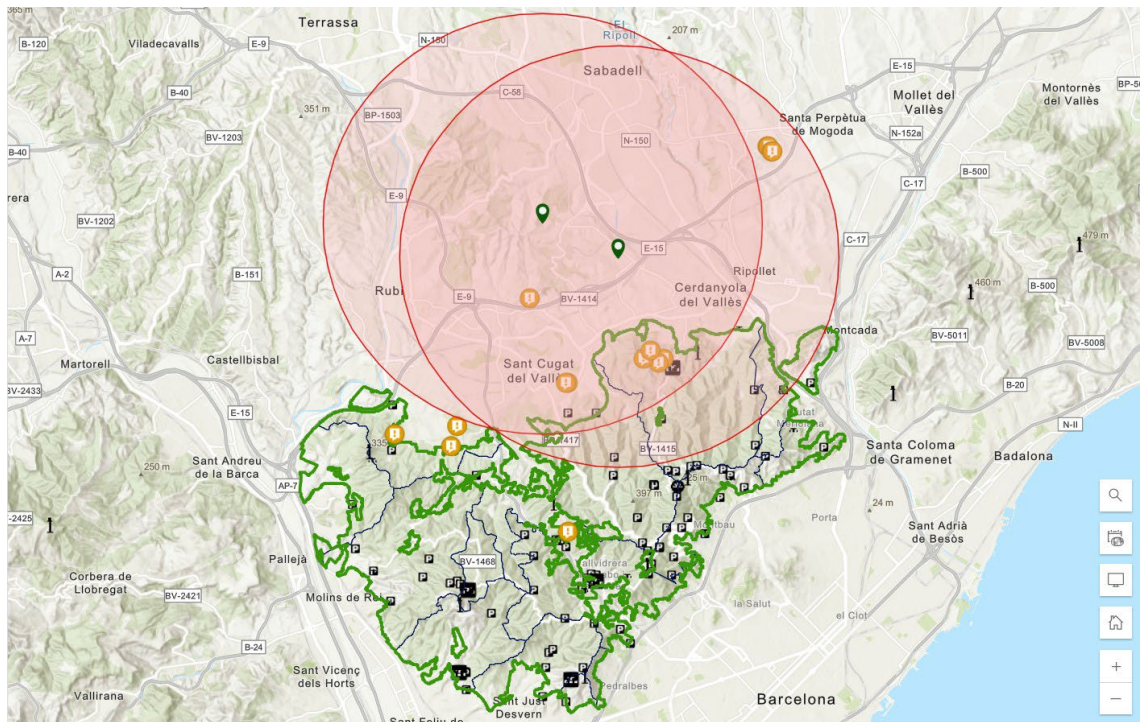 365 m
Terrassa
N-150
El
Ripoll
207 m
B-120
Viladecavalls
E-9
Sabadell
E-15
Mollet del
Vallès
Montornès
del Vallès
B-40
C-58
351 m
BP-1503
Santa Perpètua
de Mogoda
BV-1203
N-150
N-152a
B-40
B-500
C-17
E-9
BV-1202
479 m
E-15
C-17
A-2
B-151
Ripollet
460 m
B-500
Rubí
E-9
BV-1414
Cerdanyola
del Vallès
A-7
Montcada
BV-5011
BV-5008
Martorell
Castellbisbal
Sant Cugat
del Vallès
BV-2433
B-20
E-15
N-II
335
BV-1417
BV-1415
Santa Coloma
de Gramenet
Badalona
250 m
Sant Andreu
de la Barca
AP-7
397 m
24 m
Porta
Montbau
Sant Adrià
de Besòs
Pallejà
BV-1468
Corbera de
Llobregat
BV-2421
Molins de Rei
la Salut
el Clot
B-24
Sant Vicenç
dels Horts
Pedralbes
Vallirana
Sant Just
Desvern
Barcelona
Sant Feliu de